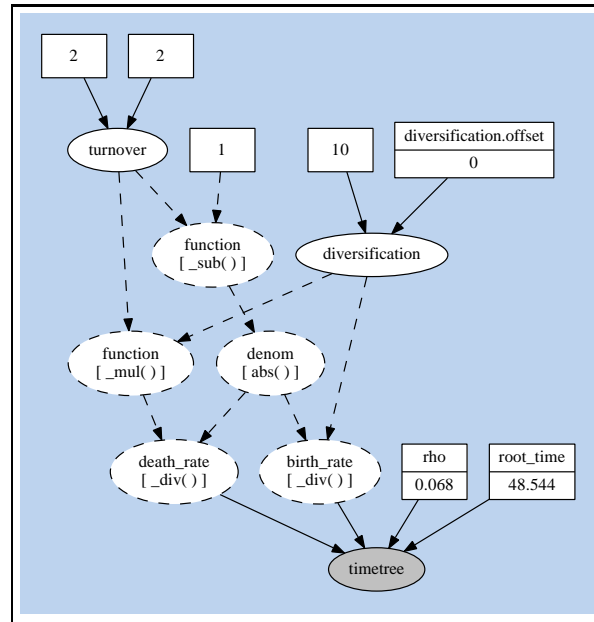 2
2
turnover
1
10
diversification.offset
0
function
[ _sub( ) ]
diversification
function
[ _mul( ) ]
denom
[ abs( ) ]
death_rate
[ _div( ) ]
birth_rate
[ _div( ) ]
rho
0.068
root_time
48.544
timetree